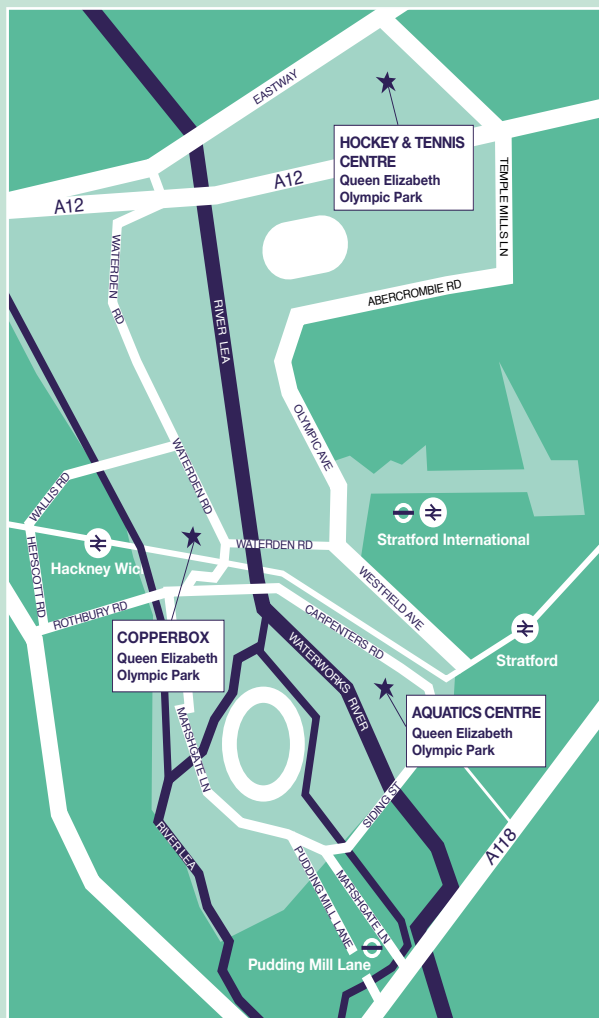 EASTWAY
HOCKEY & TENNIS
CENTRE
Queen Elizabeth
Olympic Park
A12
A12
TEMPLE MILLS LN
WATERDEN RD
RIVER LEA
ABERCROMBIE RD
OLYMPIC AVE
WATERDEN RD
WALLIS RD
HEPSCOTT RD
Stratford International
WATERDEN RD
Hackney Wic
WESTFIELD AVE
ROTHBURY RD
CARPENTERS RD
COPPERBOX
Queen Elizabeth
Olympic Park
Stratford
WATERWORKS
RIVER
AQUATICS CENTRE
Queen Elizabeth
Olympic Park
MARSHGATE LN
SIDING ST
RIVER LEA
A118
PUDDING MILL LANE
MARSHGATE LN
Pudding Mill Lane